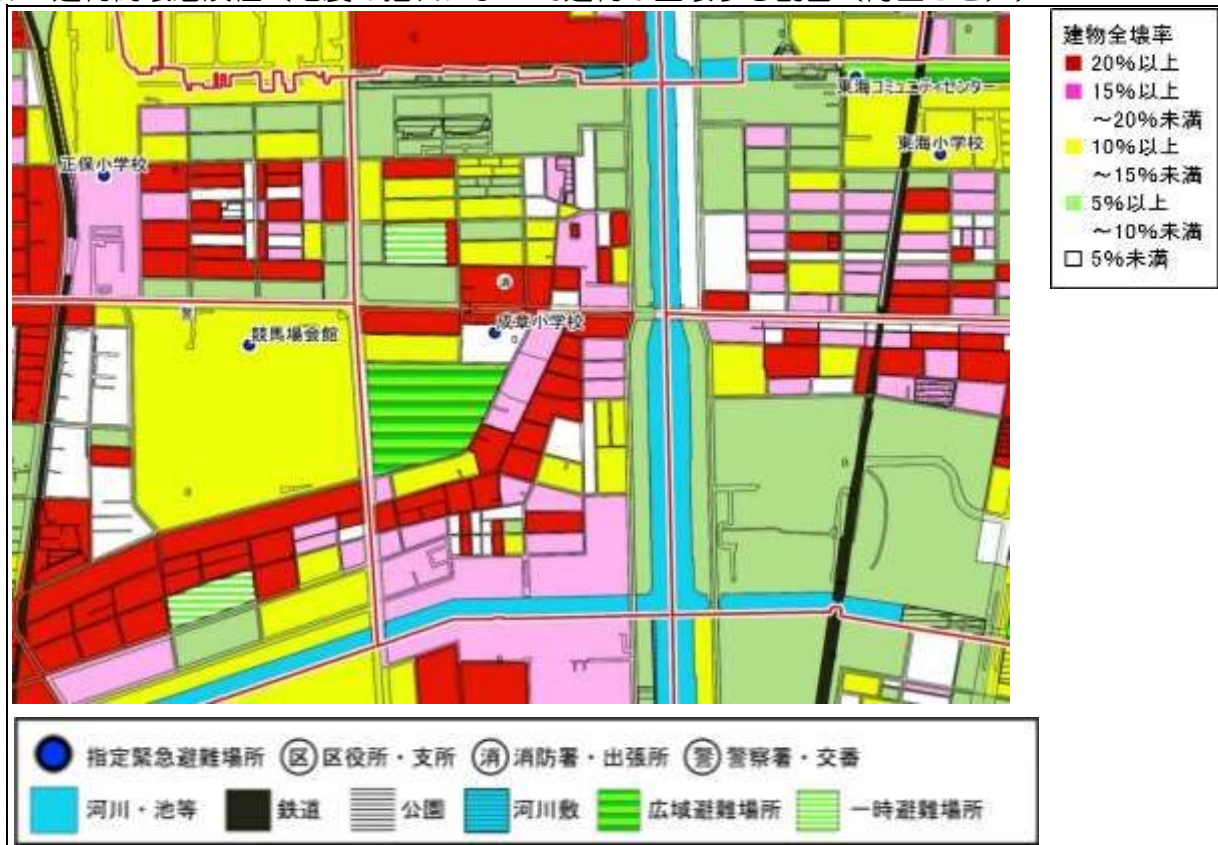 建物全壊率
20％以上
15％以上
～20％未満
10％以上
～15％未満
5％以上
～10％未満
5％未満
東海コミュニティセンター
東海小学校
正保小学校
消
警
成章小学校
競馬場会館
指定緊急避難場所 区 区役所・支所 消 消防署・出張所 警 警察署・交番
河川・池等 鉄道 公園 河川敷 広域避難場所 一時避難場所